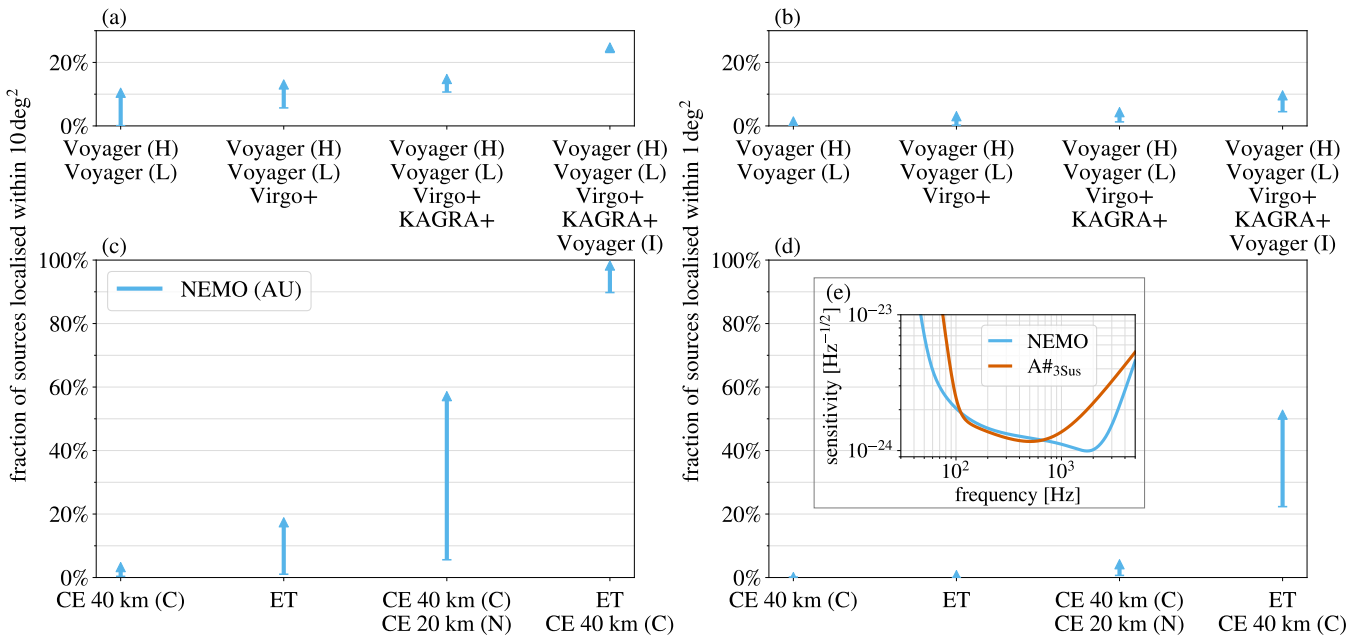 (a)
(b)
fraction of sources localised within 10 deg²
20%
0%
Voyager (H)
Voyager (L)
Voyager (H)
Voyager (L)
Virgo+
Voyager (H)
Voyager (L)
Virgo+
KAGRA+
Voyager (H)
Voyager (L)
Virgo+
KAGRA+
Voyager (I)
fraction of sources localised within 1 deg²
20%
0%
Voyager (H)
Voyager (L)
Voyager (H)
Voyager (L)
Virgo+
Voyager (H)
Voyager (L)
Virgo+
KAGRA+
Voyager (H)
Voyager (L)
Virgo+
KAGRA+
Voyager (I)
(c)
100%
80%
60%
40%
20%
0%
NEMO (AU)
CE 40 km (C)
ET
CE 40 km (C)
CE 20 km (N)
ET
CE 40 km (C)
(d)
100%
80%
60%
40%
20%
0%
(e)
sensitivity [Hz⁻¹ᐟ²]
10⁻²³
10⁻²⁴
NEMO
A#₃Sus
10²
10³
frequency [Hz]
CE 40 km (C)
ET
CE 40 km (C)
CE 20 km (N)
ET
CE 40 km (C)